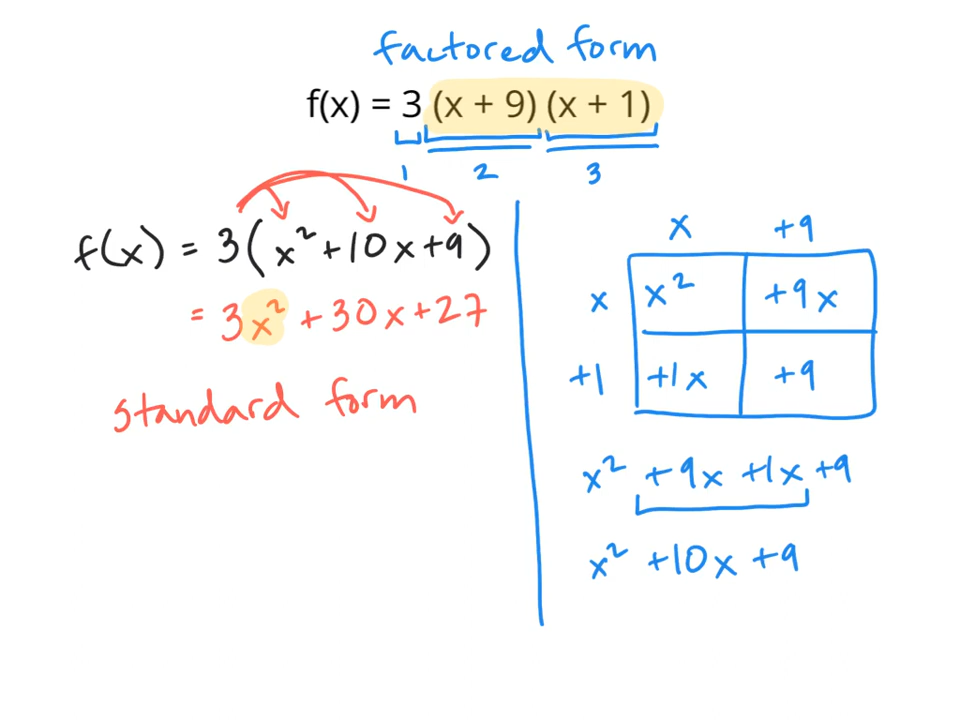 factored form
f(x) = 3 (x + 9) (x + 1)
1 2 3
f(x) = 3(x²+10x+9)
= 3x² + 30x+27
standard form
x +9
x x² +9x
+1 +1x +9
x² +9x +1x +9
x² +10x +9